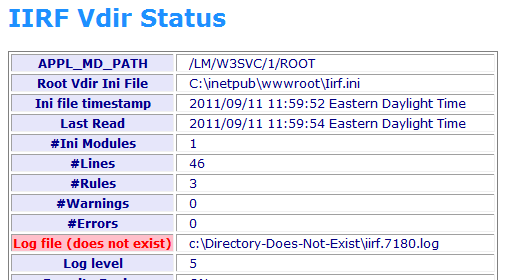 IIRF Vdir Status
APPL_MD_PATH /LM/W3SVC/1/ROOT
Root Vdir Ini File C:\inetpub\wwwroot\Iirf.ini
Ini file timestamp 2011/09/11 11:59:52 Eastern Daylight Time
Last Read 2011/09/11 11:59:54 Eastern Daylight Time
#Ini Modules 1
#Lines 46
#Rules 3
#Warnings 0
#Errors 0
Log file (does not exist) c:\Directory-Does-Not-Exist\iirf.7180.log
Log level 5